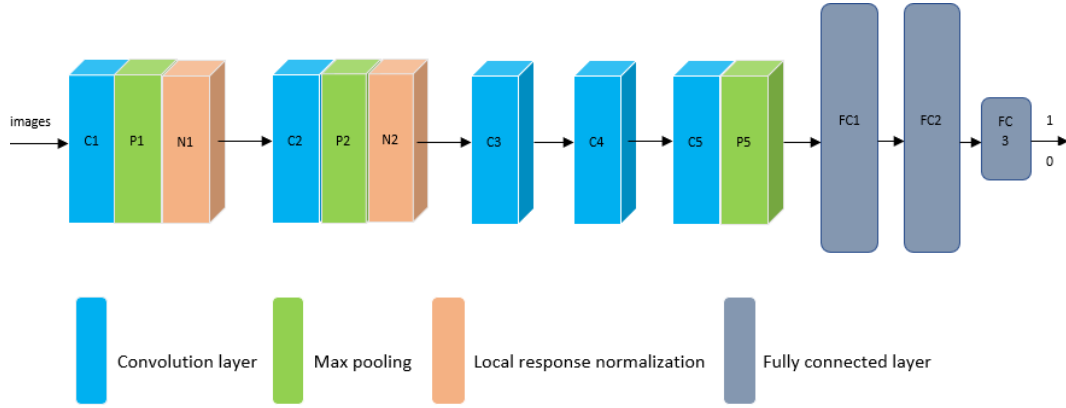 images
C1
P1
N1
C2
P2
N2
C3
C4
C5
P5
FC1
FC2
FC
3
1
0
Convolution layer
Max pooling
Local response normalization
Fully connected layer